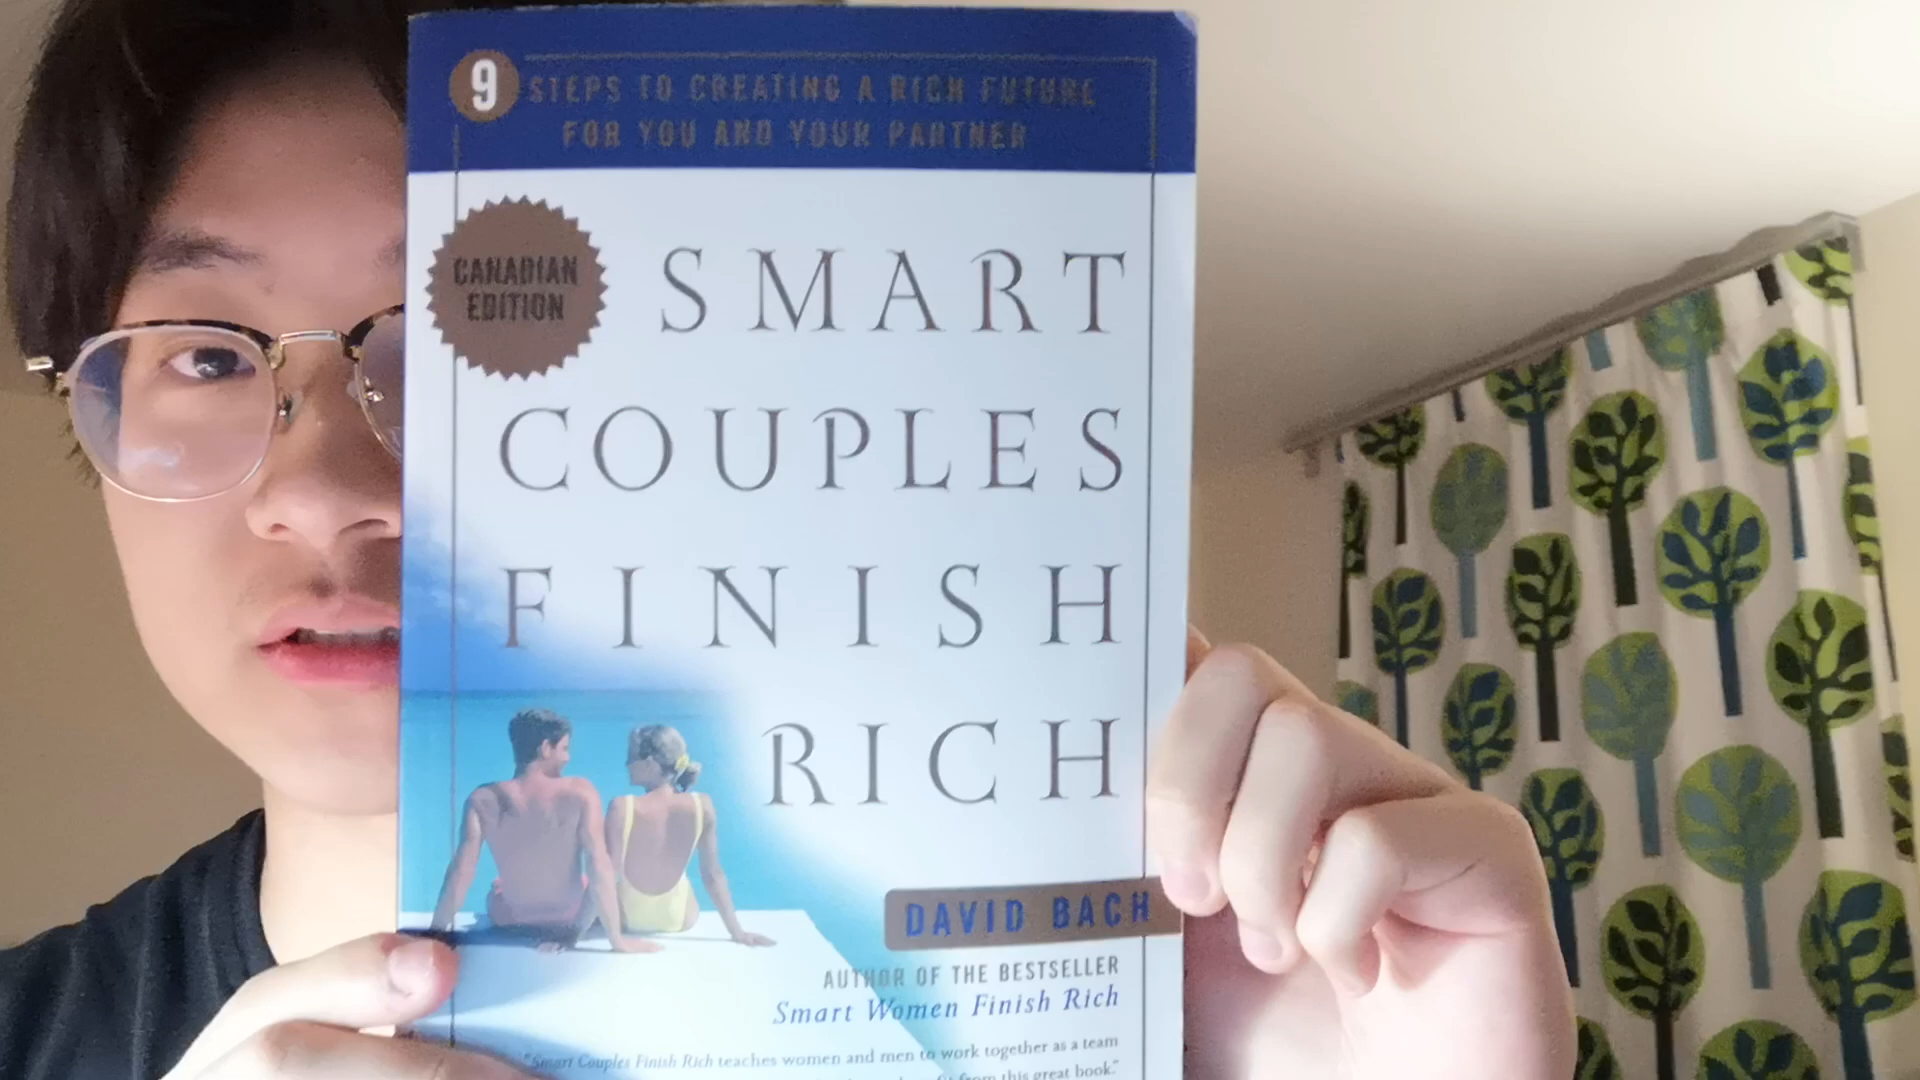 9 STEPS TO CREATING A RICH FUTURE
FOR YOU AND YOUR PARTNER
CANADIAN
EDITION
SMART
COUPLES
FINISH
RICH
DAVID BACH
AUTHOR OF THE BESTSELLER
Smart Women Finish Rich
"Smart Couples Finish Rich teaches women and men to work together as a team
from this great book."